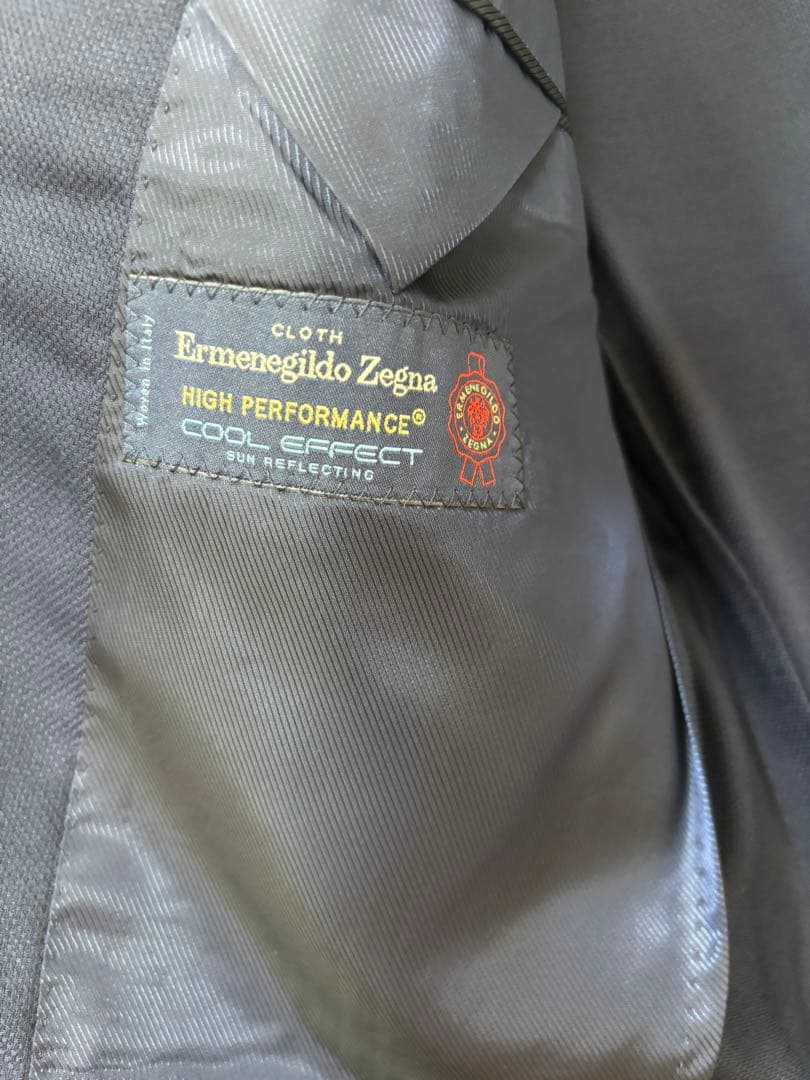 Woven in Italy
CLOTH
Ermenegildo Zegna
HIGH PERFORMANCE®
COOL EFFECT
SUN REFLECTING
ERMENEGILDO
ZEGNA